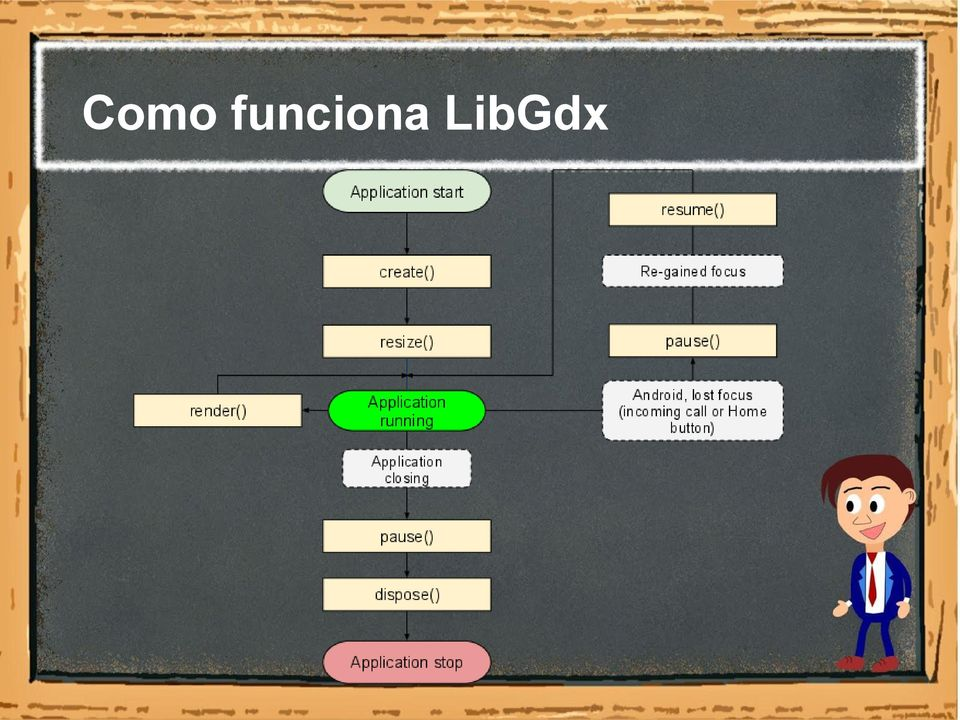 Como funciona LibGdx
Application start
create()
resize()
render()
Application
running
Application
closing
pause()
dispose()
Application stop
resume()
Re-gained focus
pause()
Android, lost focus
(incoming call or Home
button)